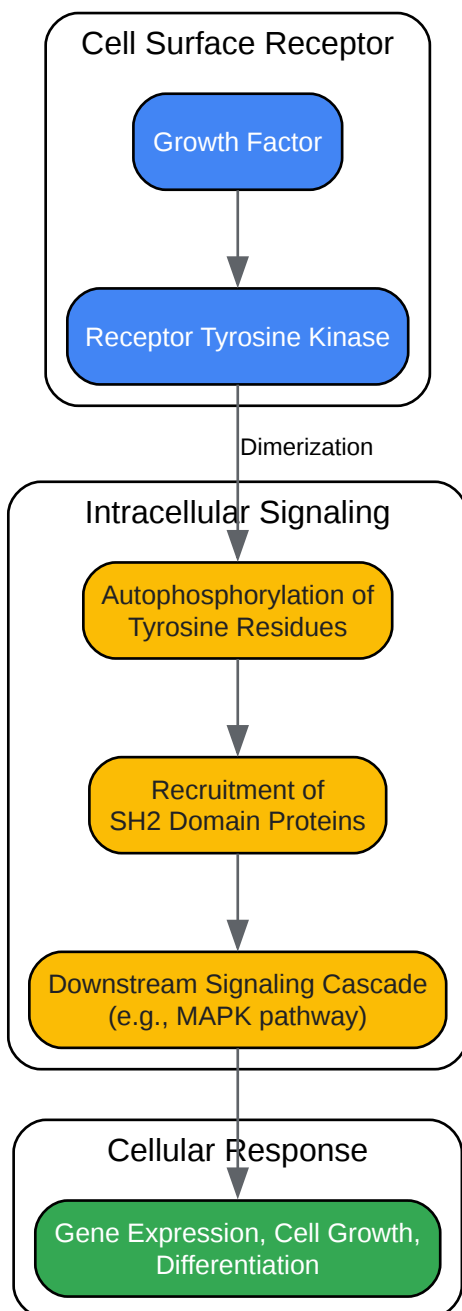 Cell Surface Receptor
Growth Factor
Receptor Tyrosine Kinase
Dimerization
Intracellular Signaling
Autophosphorylation of
Tyrosine Residues
Recruitment of
SH2 Domain Proteins
Downstream Signaling Cascade
(e.g., MAPK pathway)
Cellular Response
Gene Expression, Cell Growth,
Differentiation